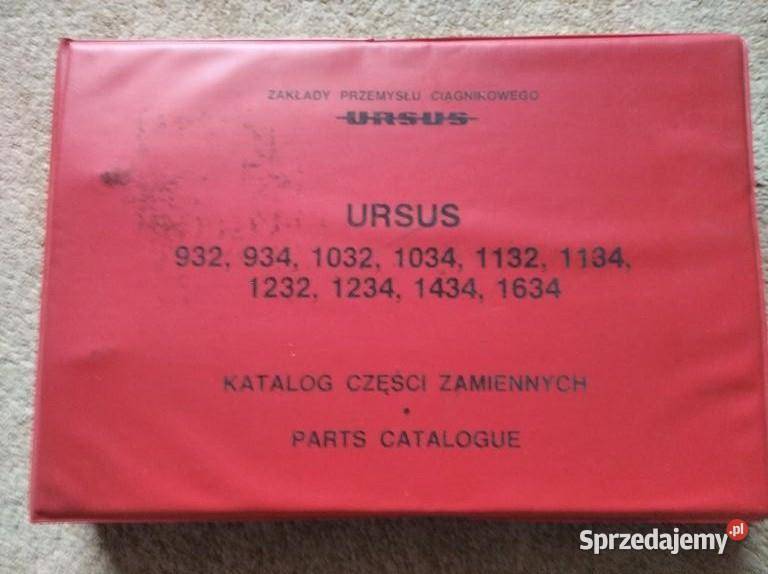 ZAKŁADY PRZEMYSŁU CIĄGNIKOWEGO
URSUS
URSUS
932, 934, 1032, 1034, 1132, 1134,
1232, 1234, 1434, 1634
KATALOG CZĘŚCI ZAMIENNYCH
•
PARTS CATALOGUE
Sprzedajemy.pl